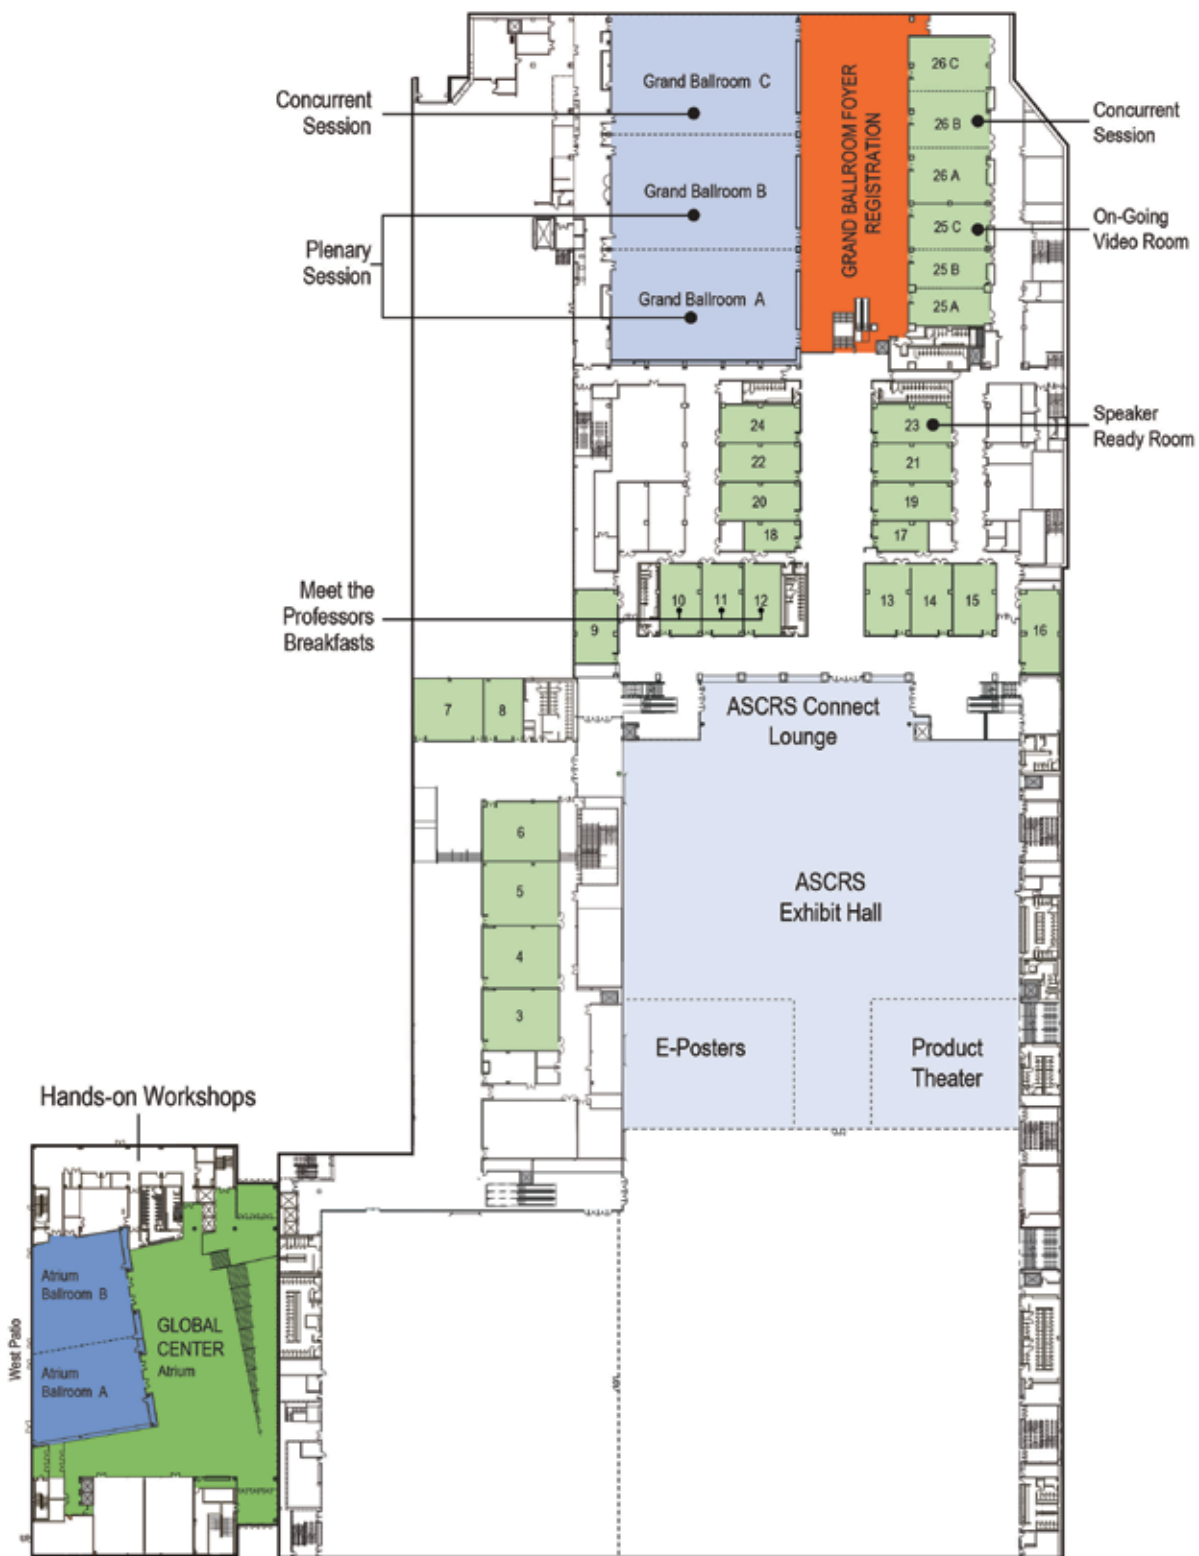 Grand Ballroom C
Concurrent
Session
Grand Ballroom B
Plenary
Session
Grand Ballroom A
GRAND BALLROOM FOYER
REGISTRATION
26 C
26 B
26 A
25 C
25 B
25 A
Concurrent
Session
On-Going
Video Room
24
22
20
18
23
21
19
17
Speaker
Ready Room
Meet the
Professors
Breakfasts
9
10
11
12
13
14
15
16
7
8
ASCRS Connect
Lounge
6
5
4
3
ASCRS
Exhibit Hall
E-Posters
Product
Theater
Hands-on Workshops
West Patio
Atrium
Ballroom B
Atrium
Ballroom A
GLOBAL
CENTER
Atrium